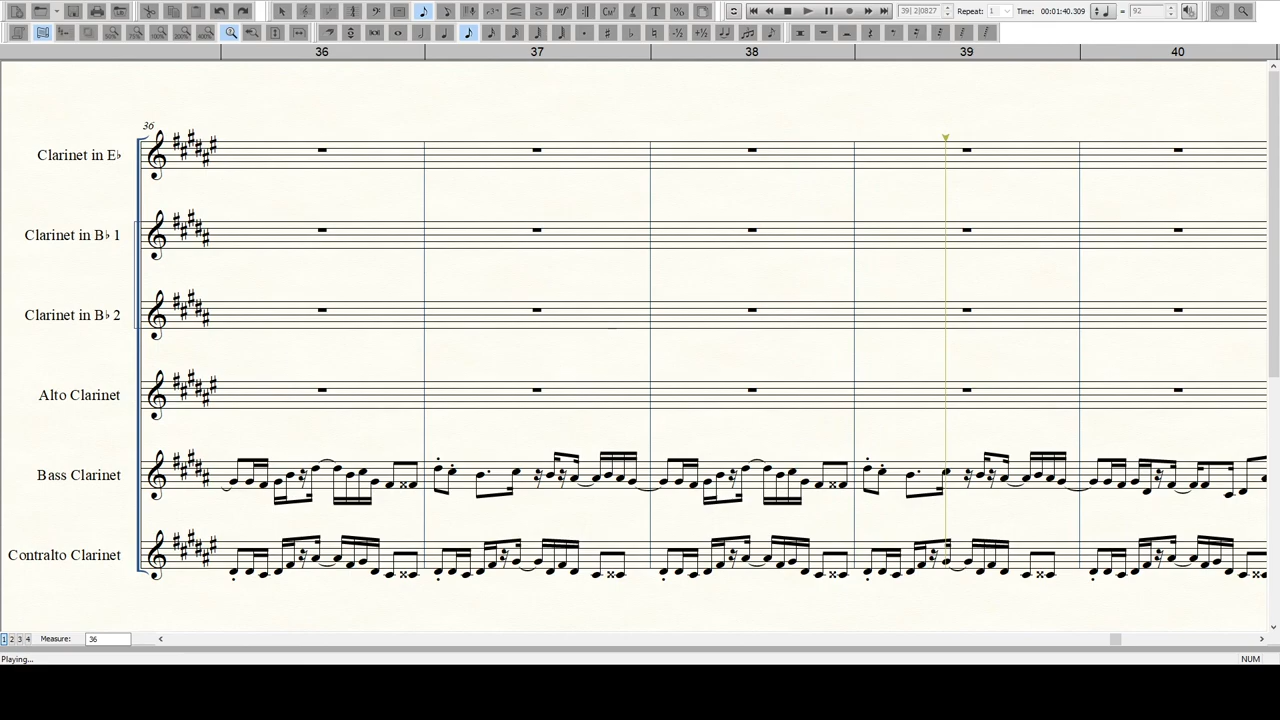 39| 2|0827 Repeat: 1 Time: 00:01:40.309 = 92
36 37 38 39 40
36
Clarinet in E♭
Clarinet in B♭ 1
Clarinet in B♭ 2
Alto Clarinet
Bass Clarinet
Contralto Clarinet
1 2 3 4 Measure: 36
Playing... NUM